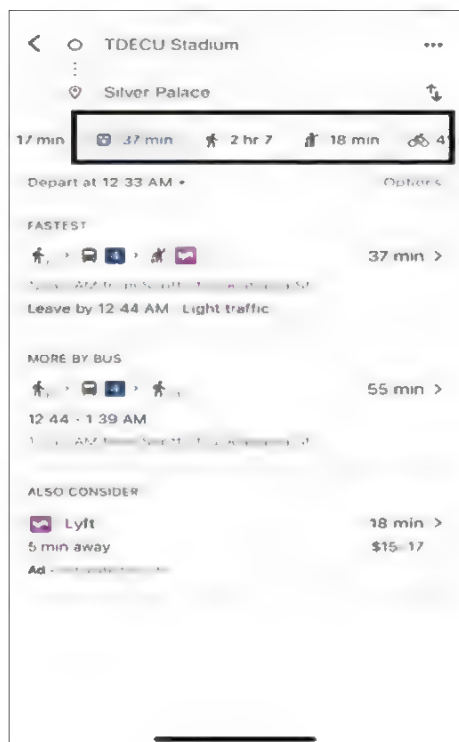 TDECU Stadium
Silver Palace
17 min 37 min 2 hr 7 18 min 4
Depart at 12 33 AM
Options
FASTEST
37 min >
Leave by 12 44 AM Light traffic
MORE BY BUS
55 min >
12 44 - 1 39 AM
ALSO CONSIDER
Lyft 18 min >
5 min away $15-17
Ad